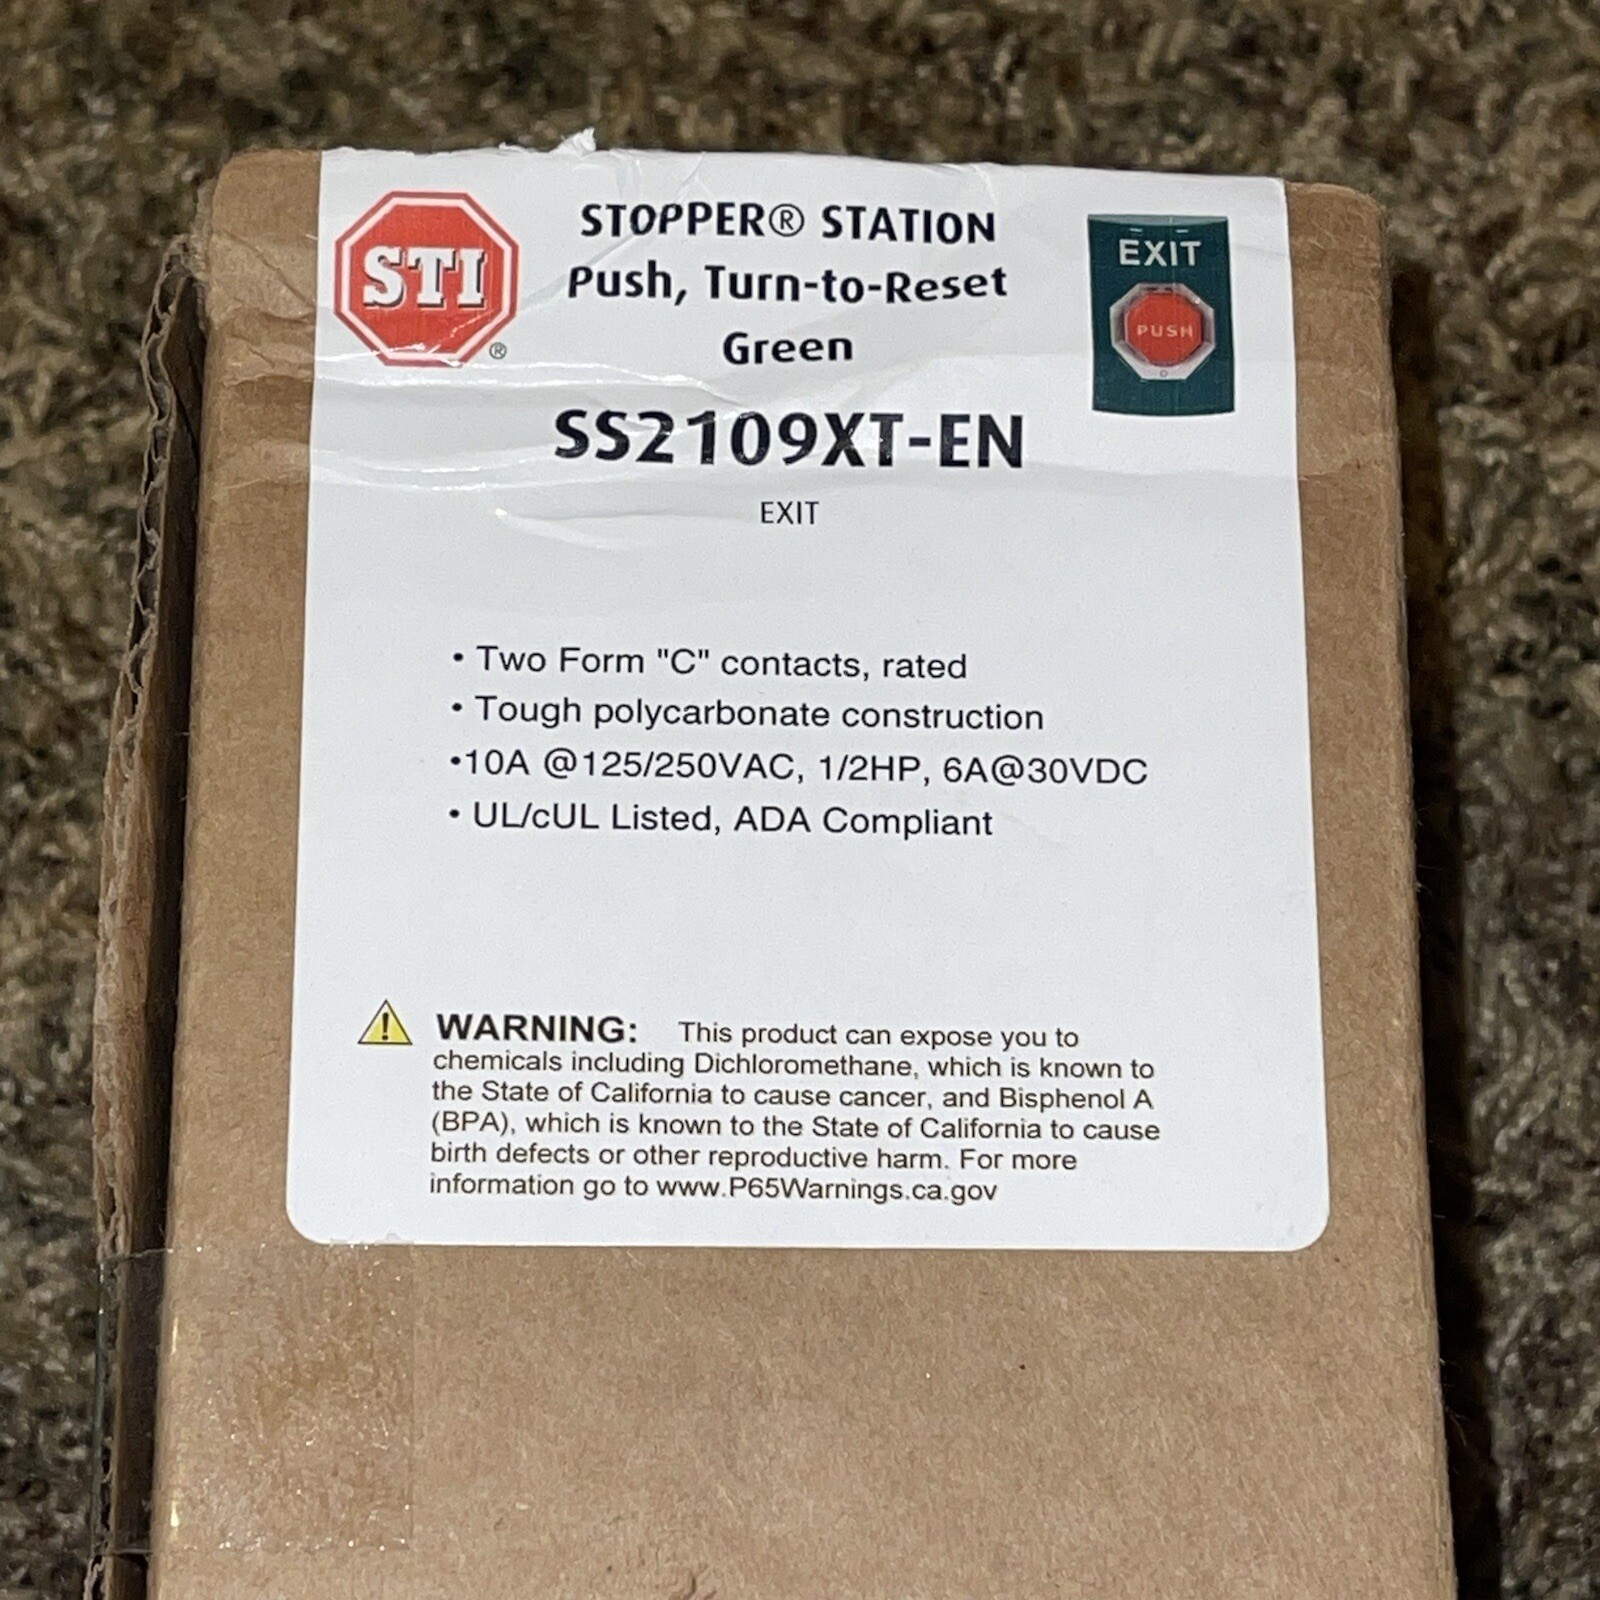 STI
®
STOPPER® STATION
Push, Turn-to-Reset
Green
SS2109XT-EN
EXIT
EXIT
PUSH
• Two Form "C" contacts, rated
• Tough polycarbonate construction
•10A @125/250VAC, 1/2HP, 6A@30VDC
• UL/cUL Listed, ADA Compliant
WARNING: This product can expose you to
chemicals including Dichloromethane, which is known to
the State of California to cause cancer, and Bisphenol A
(BPA), which is known to the State of California to cause
birth defects or other reproductive harm. For more
information go to www.P65Warnings.ca.gov